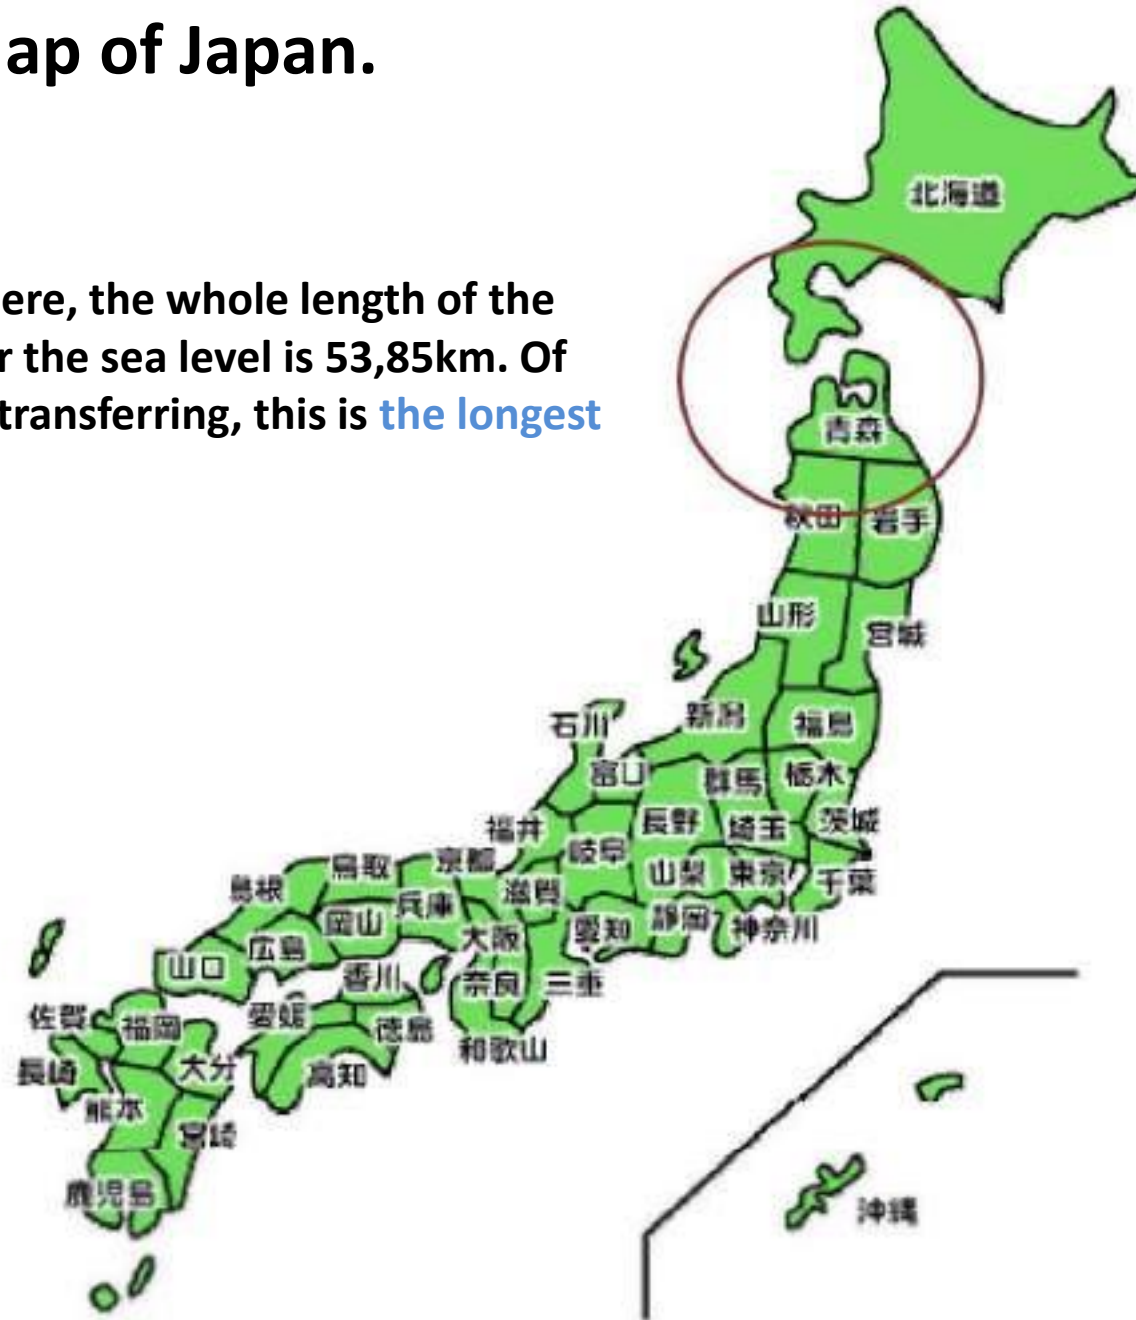 ap of Japan.
北海道
ere, the whole length of the
r the sea level is 53,85km. Of
transferring, this is the longest
青森
秋田 岩手
山形
宮城
石川
新潟
福島
富山
群馬
栃木
福井
長野
埼玉
茨城
岐阜
鳥取
京都
島根
滋賀
山梨
東京
千葉
岡山
兵庫
大阪
愛知
静岡
神奈川
広島
山口
香川
奈良
三重
佐賀
福岡
愛媛
徳島
和歌山
長崎
大分
高知
熊本
宮崎
鹿児島
沖縄